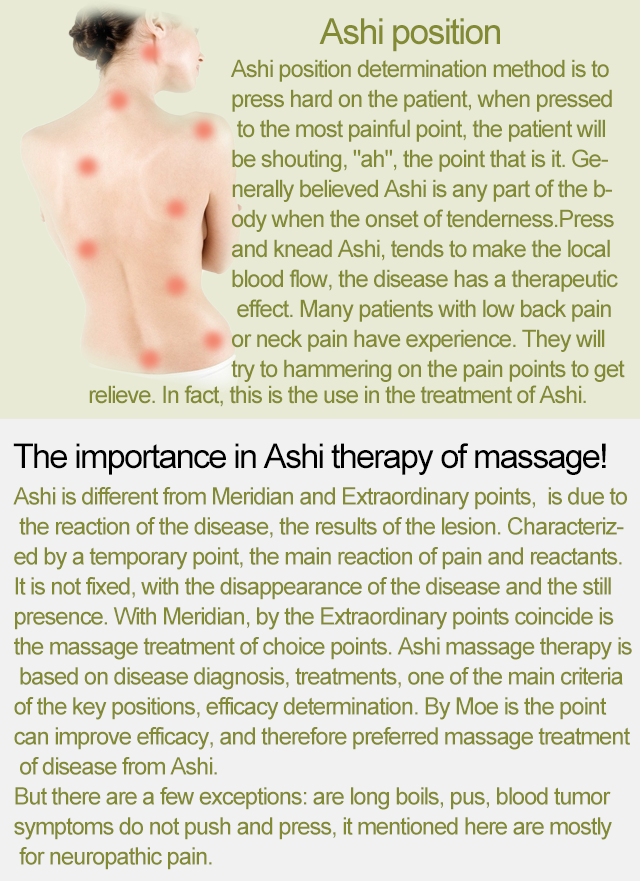 Ashi position
Ashi position determination method is to
press hard on the patient, when pressed
to the most painful point, the patient will
be shouting, "ah", the point that is it. Ge-
nerally believed Ashi is any part of the b-
ody when the onset of tenderness.Press
and knead Ashi, tends to make the local
blood flow, the disease has a therapeutic
effect. Many patients with low back pain
or neck pain have experience. They will
try to hammering on the pain points to get
relieve. In fact, this is the use in the treatment of Ashi.
The importance in Ashi therapy of massage!
Ashi is different from Meridian and Extraordinary points,  is due to
the reaction of the disease, the results of the lesion. Characteriz-
ed by a temporary point, the main reaction of pain and reactants.
It is not fixed, with the disappearance of the disease and the still
presence. With Meridian, by the Extraordinary points coincide is
the massage treatment of choice points. Ashi massage therapy is
based on disease diagnosis, treatments, one of the main criteria
of the key positions, efficacy determination. By Moe is the point
can improve efficacy, and therefore preferred massage treatment
of disease from Ashi.
But there are a few exceptions: are long boils, pus, blood tumor
symptoms do not push and press, it mentioned here are mostly
for neuropathic pain.